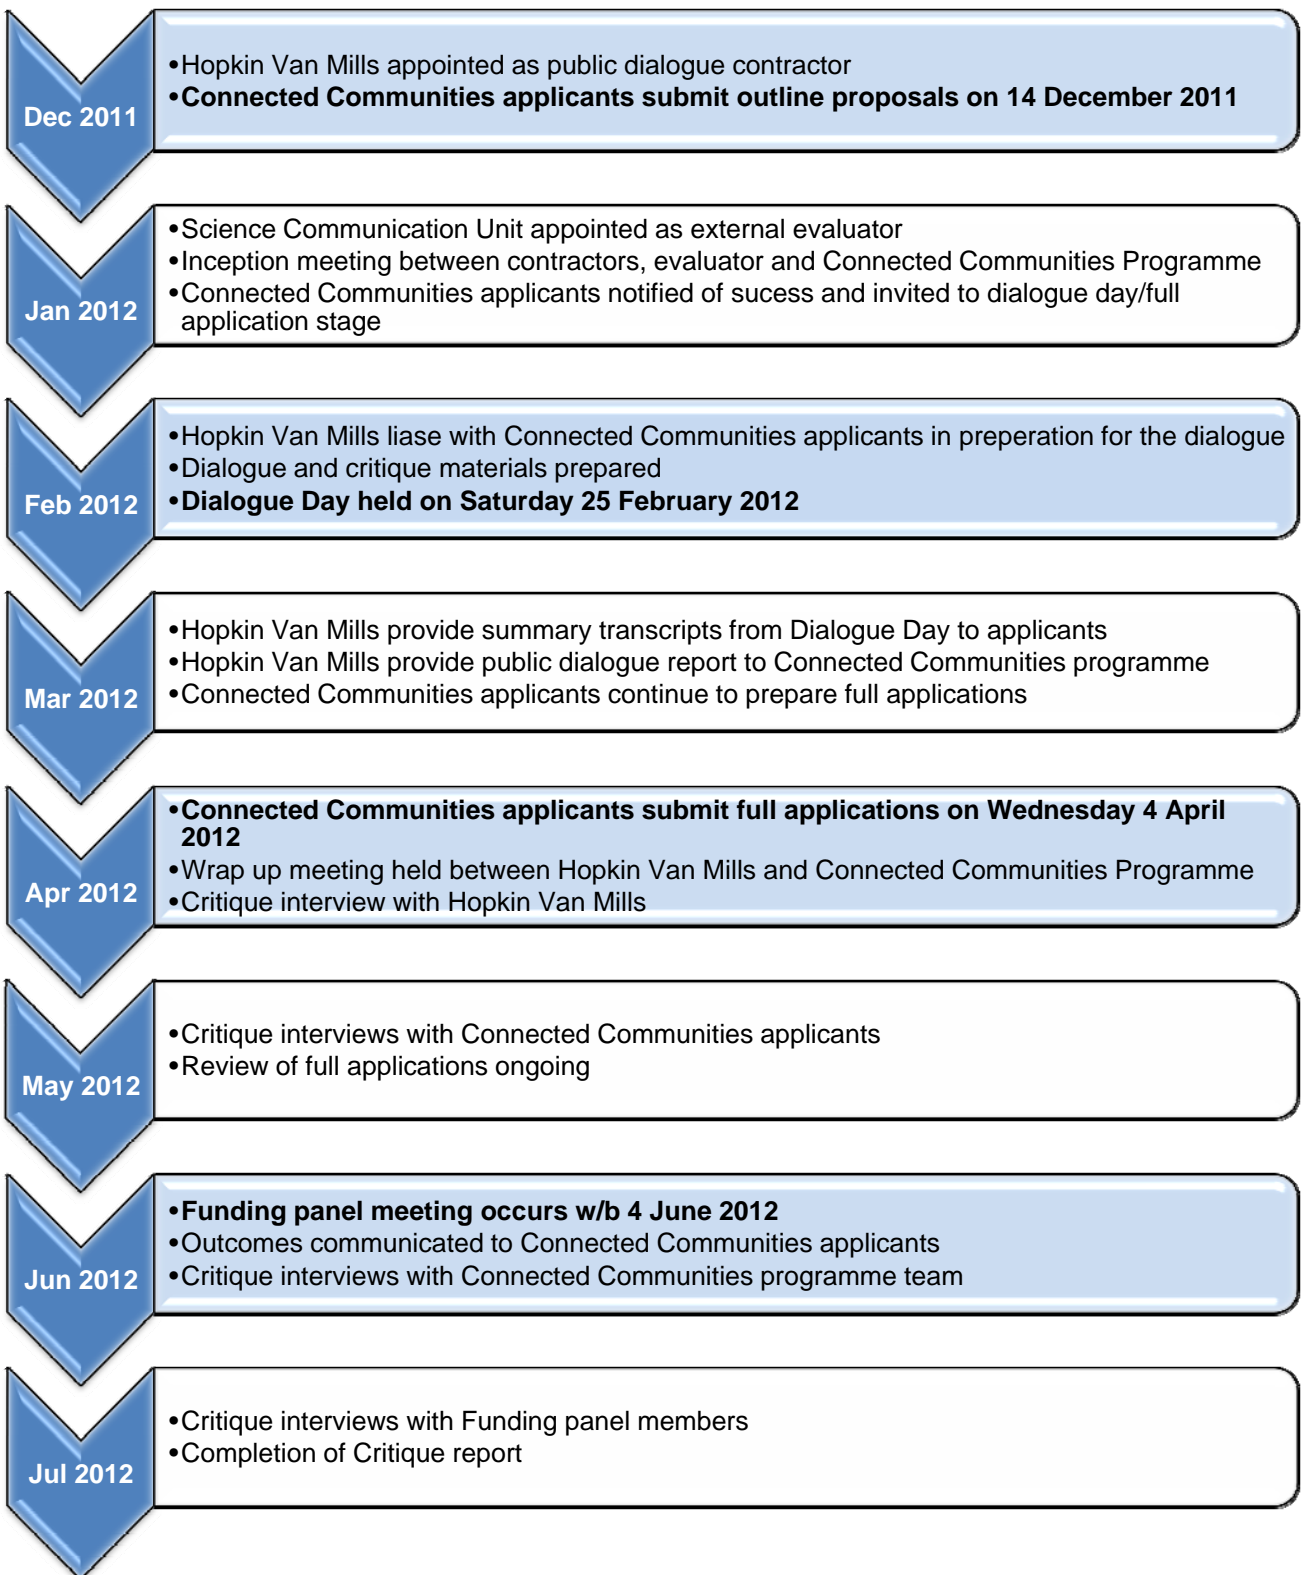 Dec 2011
•Hopkin Van Mills appointed as public dialogue contractor
•Connected Communities applicants submit outline proposals on 14 December 2011
Jan 2012
•Science Communication Unit appointed as external evaluator
•Inception meeting between contractors, evaluator and Connected Communities Programme
•Connected Communities applicants notified of sucess and invited to dialogue day/full
application stage
Feb 2012
•Hopkin Van Mills liase with Connected Communities applicants in preperation for the dialogue
•Dialogue and critique materials prepared
•Dialogue Day held on Saturday 25 February 2012
Mar 2012
•Hopkin Van Mills provide summary transcripts from Dialogue Day to applicants
•Hopkin Van Mills provide public dialogue report to Connected Communities programme
•Connected Communities applicants continue to prepare full applications
Apr 2012
•Connected Communities applicants submit full applications on Wednesday 4 April
2012
•Wrap up meeting held between Hopkin Van Mills and Connected Communities Programme
•Critique interview with Hopkin Van Mills
May 2012
•Critique interviews with Connected Communities applicants
•Review of full applications ongoing
Jun 2012
•Funding panel meeting occurs w/b 4 June 2012
•Outcomes communicated to Connected Communities applicants
•Critique interviews with Connected Communities programme team
Jul 2012
•Critique interviews with Funding panel members
•Completion of Critique report